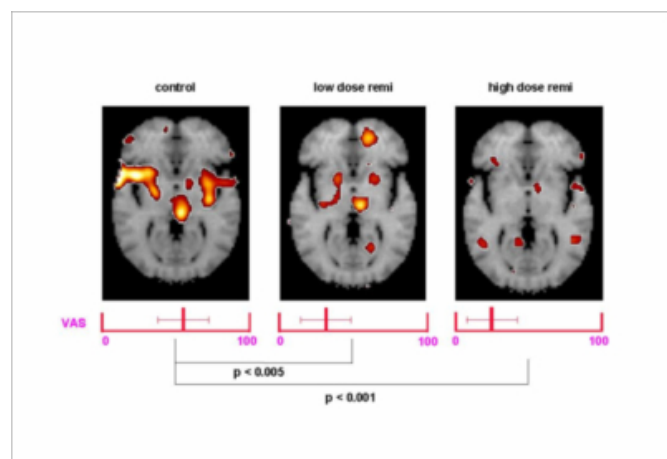 control low dose remi high dose remi
VAS
0 100 0 100 0 100
p < 0.005
p < 0.001